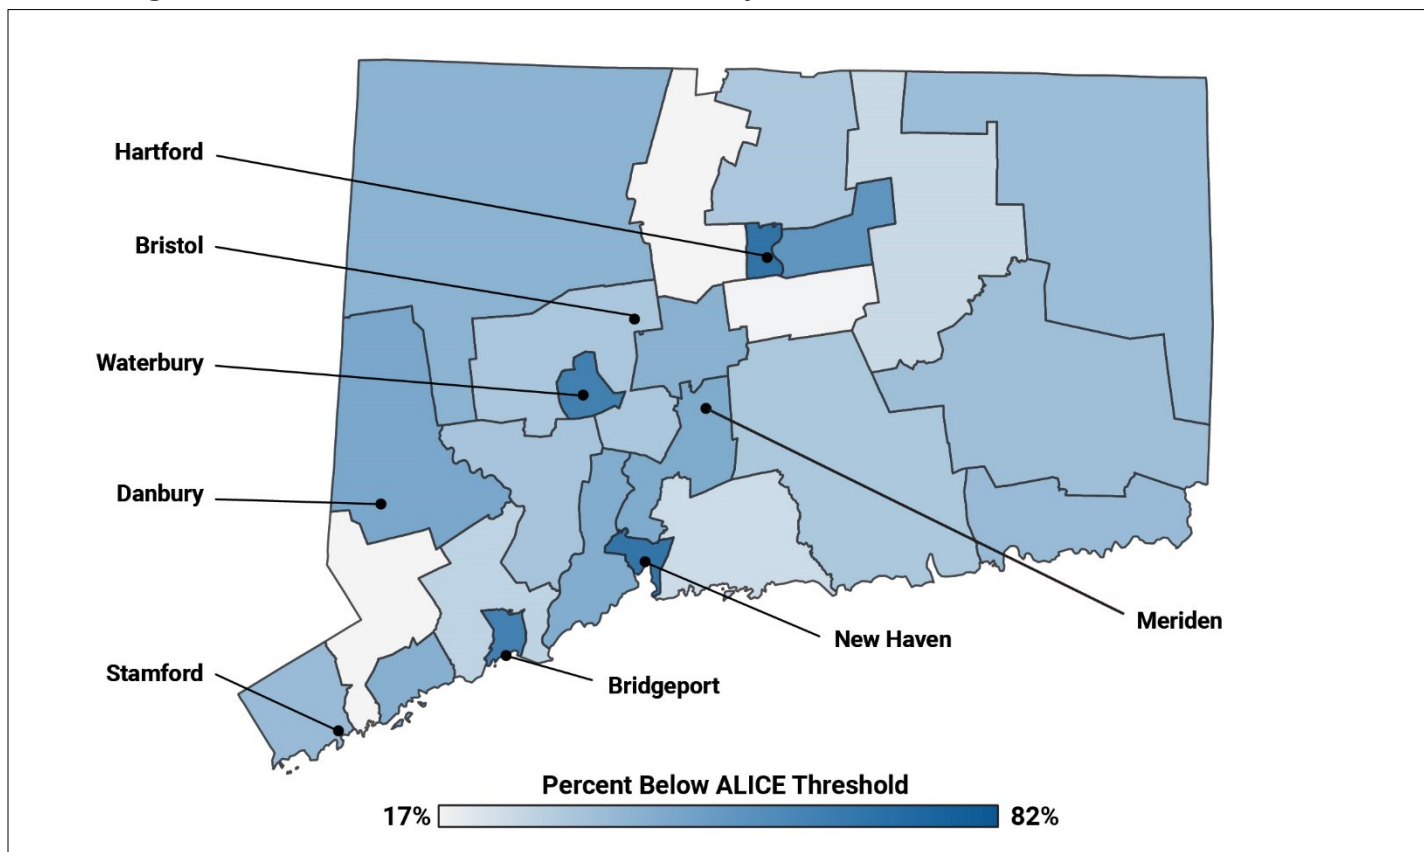 Hartford
Bristol
Waterbury
Danbury
Stamford
Meriden
New Haven
Bridgeport
Percent Below ALICE Threshold
17%
82%